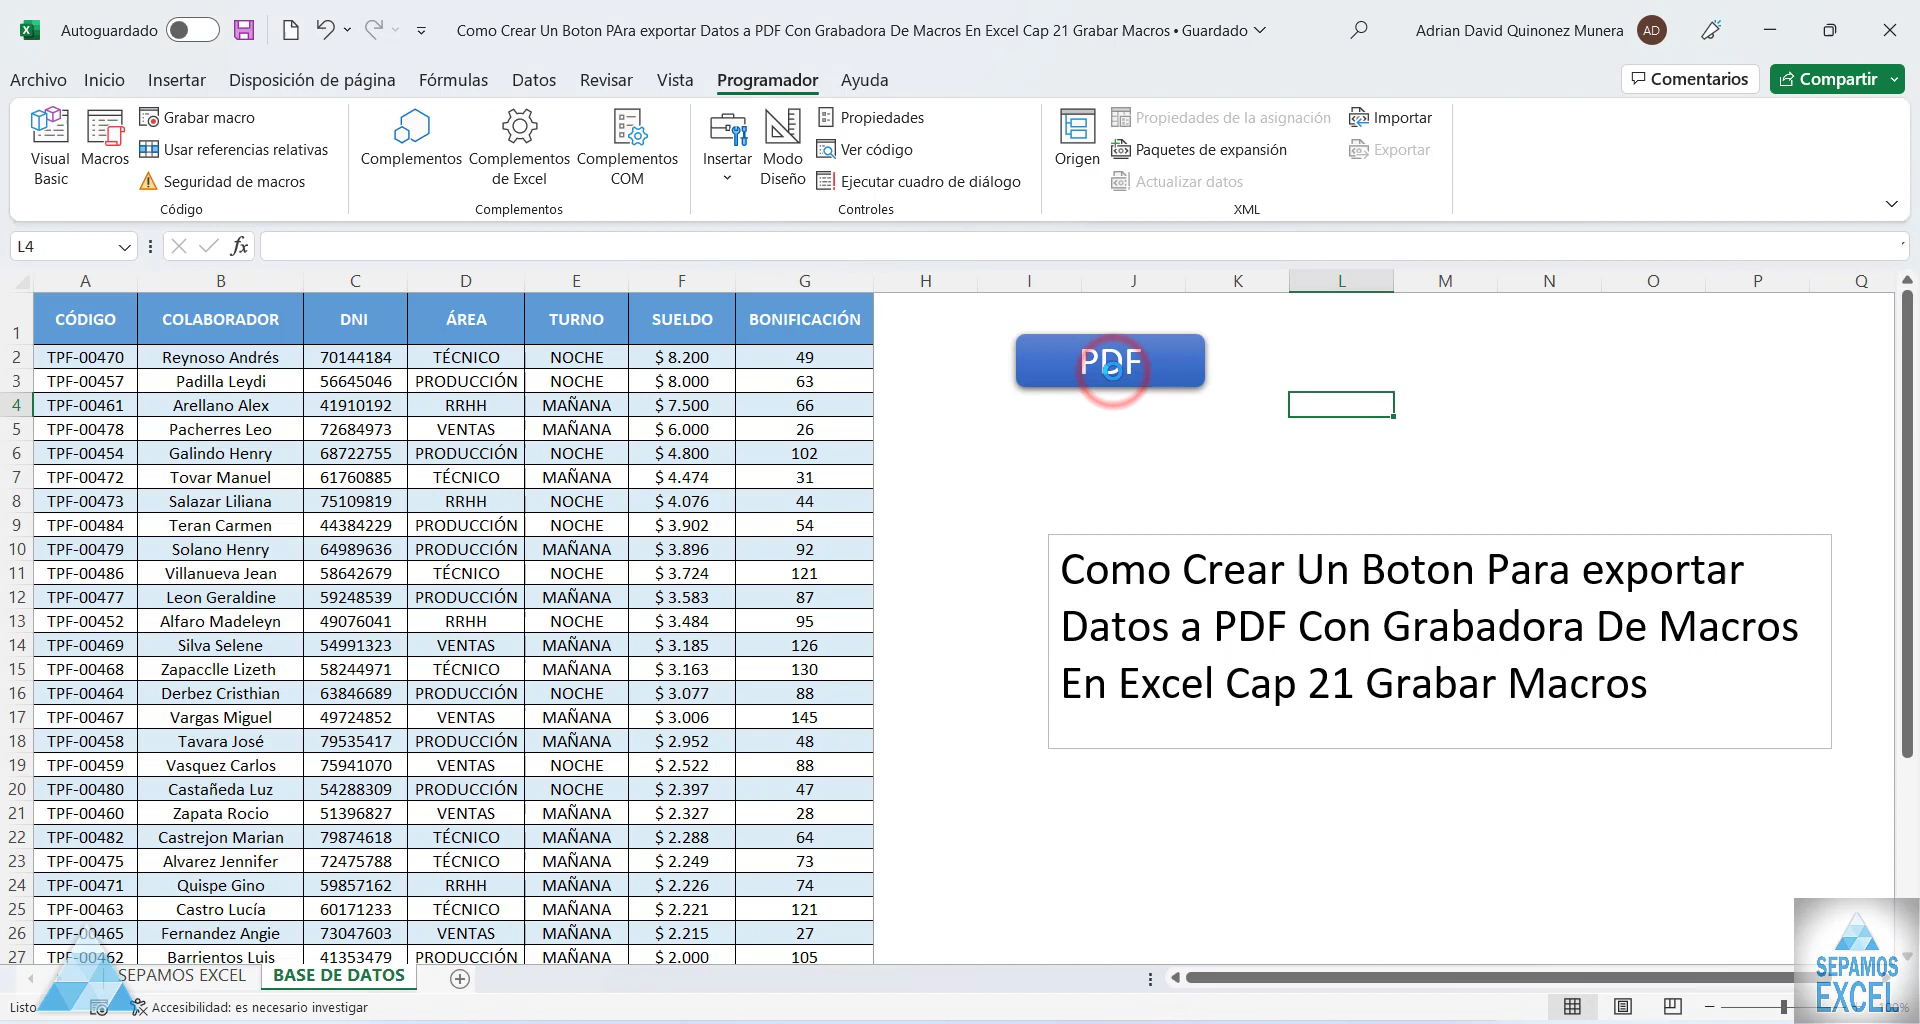 Autoguardado
Como Crear Un Boton PAra exportar Datos a PDF Con Grabadora De Macros En Excel Cap 21 Grabar Macros • Guardado
Adrian David Quinonez Munera AD
Archivo Inicio Insertar Disposición de página Fórmulas Datos Revisar Vista Programador Ayuda
Comentarios Compartir
Visual Basic
Macros
Grabar macro
Usar referencias relativas
Seguridad de macros
Código
Complementos
Complementos de Excel
Complementos COM
Complementos
Insertar
Modo Diseño
Propiedades
Ver código
Ejecutar cuadro de diálogo
Controles
Origen
Propiedades de la asignación
Paquetes de expansión
Actualizar datos
Importar
Exportar
XML
L4 fx
A B C D E F G H I J K L M N O P Q
1 CÓDIGO COLABORADOR DNI ÁREA TURNO SUELDO BONIFICACIÓN
2 TPF-00470 Reynoso Andrés 70144184 TÉCNICO NOCHE $ 8.200 49
3 TPF-00457 Padilla Leydi 56645046 PRODUCCIÓN NOCHE $ 8.000 63
4 TPF-00461 Arellano Alex 41910192 RRHH MAÑANA $ 7.500 66
5 TPF-00478 Pacherres Leo 72684973 VENTAS MAÑANA $ 6.000 26
6 TPF-00454 Galindo Henry 68722755 PRODUCCIÓN NOCHE $ 4.800 102
7 TPF-00472 Tovar Manuel 61760885 TÉCNICO MAÑANA $ 4.474 31
8 TPF-00473 Salazar Liliana 75109819 RRHH NOCHE $ 4.076 44
9 TPF-00484 Teran Carmen 44384229 PRODUCCIÓN NOCHE $ 3.902 54
10 TPF-00479 Solano Henry 64989636 PRODUCCIÓN MAÑANA $ 3.896 92
11 TPF-00486 Villanueva Jean 58642679 TÉCNICO NOCHE $ 3.724 121
12 TPF-00477 Leon Geraldine 59248539 PRODUCCIÓN MAÑANA $ 3.583 87
13 TPF-00452 Alfaro Madeleyn 49076041 RRHH NOCHE $ 3.484 95
14 TPF-00469 Silva Selene 54991323 VENTAS MAÑANA $ 3.185 126
15 TPF-00468 Zapacclle Lizeth 58244971 TÉCNICO MAÑANA $ 3.163 130
16 TPF-00464 Derbez Cristhian 63846689 PRODUCCIÓN NOCHE $ 3.077 88
17 TPF-00467 Vargas Miguel 49724852 VENTAS MAÑANA $ 3.006 145
18 TPF-00458 Tavara José 79535417 PRODUCCIÓN MAÑANA $ 2.952 48
19 TPF-00459 Vasquez Carlos 75941070 VENTAS NOCHE $ 2.522 88
20 TPF-00480 Castañeda Luz 54288309 PRODUCCIÓN NOCHE $ 2.397 47
21 TPF-00460 Zapata Rocio 51396827 VENTAS MAÑANA $ 2.327 28
22 TPF-00482 Castrejon Marian 79874618 TÉCNICO MAÑANA $ 2.288 64
23 TPF-00475 Alvarez Jennifer 72475788 TÉCNICO MAÑANA $ 2.249 73
24 TPF-00471 Quispe Gino 59857162 RRHH MAÑANA $ 2.226 74
25 TPF-00463 Castro Lucía 60171233 TÉCNICO MAÑANA $ 2.221 121
26 TPF-00465 Fernandez Angie 73047603 VENTAS MAÑANA $ 2.215 27
27 TPF-00462 Barrientos Luis 41353479 PRODUCCIÓN MAÑANA $ 2.000 105
PDF
Como Crear Un Boton Para exportar
Datos a PDF Con Grabadora De Macros
En Excel Cap 21 Grabar Macros
SEPAMOS EXCEL BASE DE DATOS
Listo Accesibilidad: es necesario investigar
SEPAMOS
EXCEL